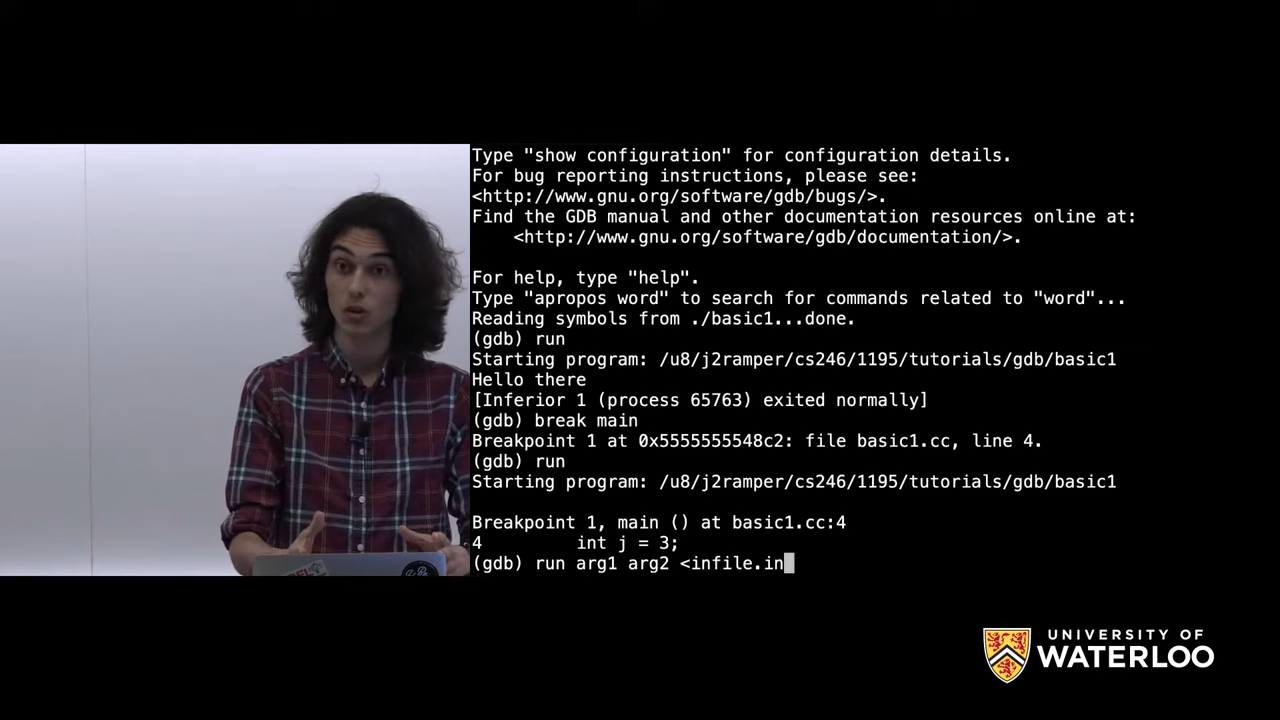 Type "show configuration" for configuration details.
For bug reporting instructions, please see:
<http://www.gnu.org/software/gdb/bugs/>.
Find the GDB manual and other documentation resources online at:
<http://www.gnu.org/software/gdb/documentation/>.
For help, type "help".
Type "apropos word" to search for commands related to "word"...
Reading symbols from ./basic1...done.
(gdb) run
Starting program: /u8/j2ramper/cs246/1195/tutorials/gdb/basic1
Hello there
[Inferior 1 (process 65763) exited normally]
(gdb) break main
Breakpoint 1 at 0x5555555548c2: file basic1.cc, line 4.
(gdb) run
Starting program: /u8/j2ramper/cs246/1195/tutorials/gdb/basic1
Breakpoint 1, main () at basic1.cc:4
4 int j = 3;
(gdb) run arg1 arg2 <infile.in
UNIVERSITY OF
WATERLOO